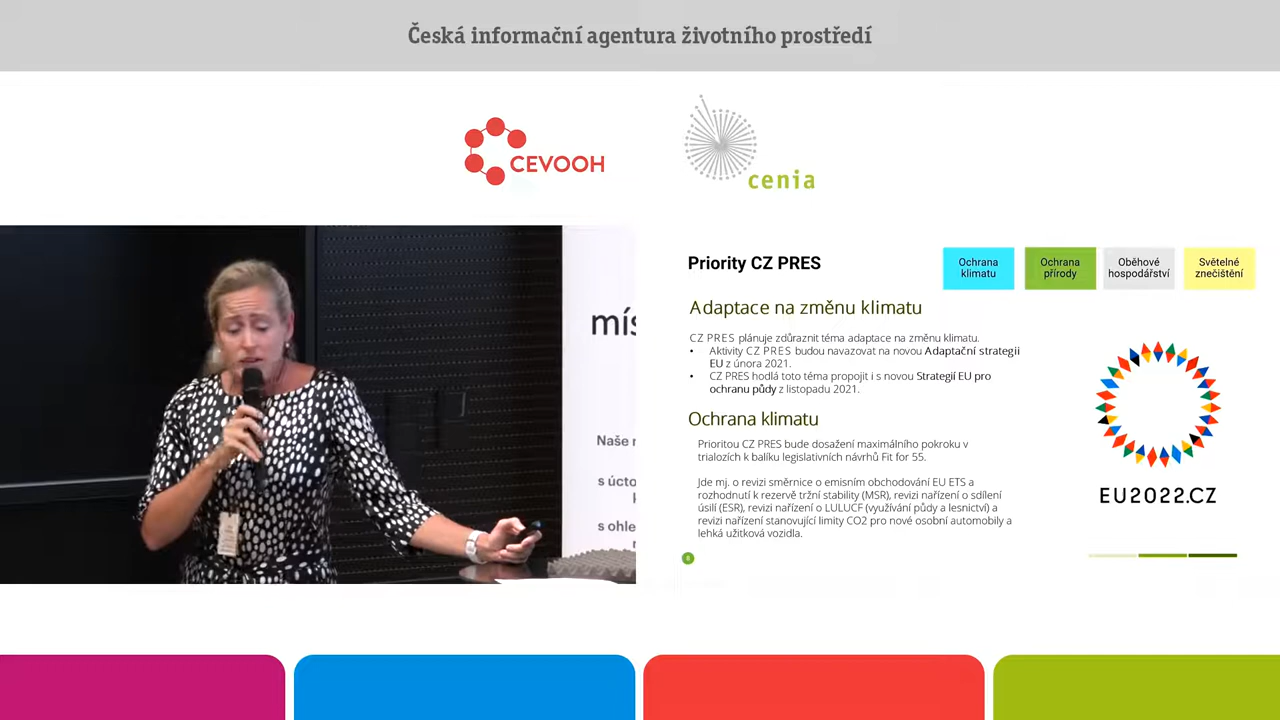 Česká informační agentura životního prostředí
CEVOOH
cenia
Priority CZ PRES
Ochrana
klimatu
Ochrana
přírody
Oběhové
hospodářství
Světelné
znečištění
Adaptace na změnu klimatu
CZ PRES plánuje zdůraznit téma adaptace na změnu klimatu.
• Aktivity CZ PRES budou navazovat na novou Adaptační strategii
EU z února 2021.
• CZ PRES hodlá toto téma propojit i s novou Strategií EU pro
ochranu půdy z listopadu 2021.
Ochrana klimatu
Prioritou CZ PRES bude dosažení maximálního pokroku v
trialozích k balíku legislativních návrhů Fit for 55.
Jde mj. o revizi směrnice o emisním obchodování EU ETS a
rozhodnutí k rezervě tržní stability (MSR), revizi nařízení o sdílení
úsilí (ESR), revizi nařízení o LULUCF (využívání půdy a lesnictví) a
revizi nařízení stanovující limity CO2 pro nové osobní automobily a
lehká užitková vozidla.
EU2022.CZ
6
Naše
s ohle